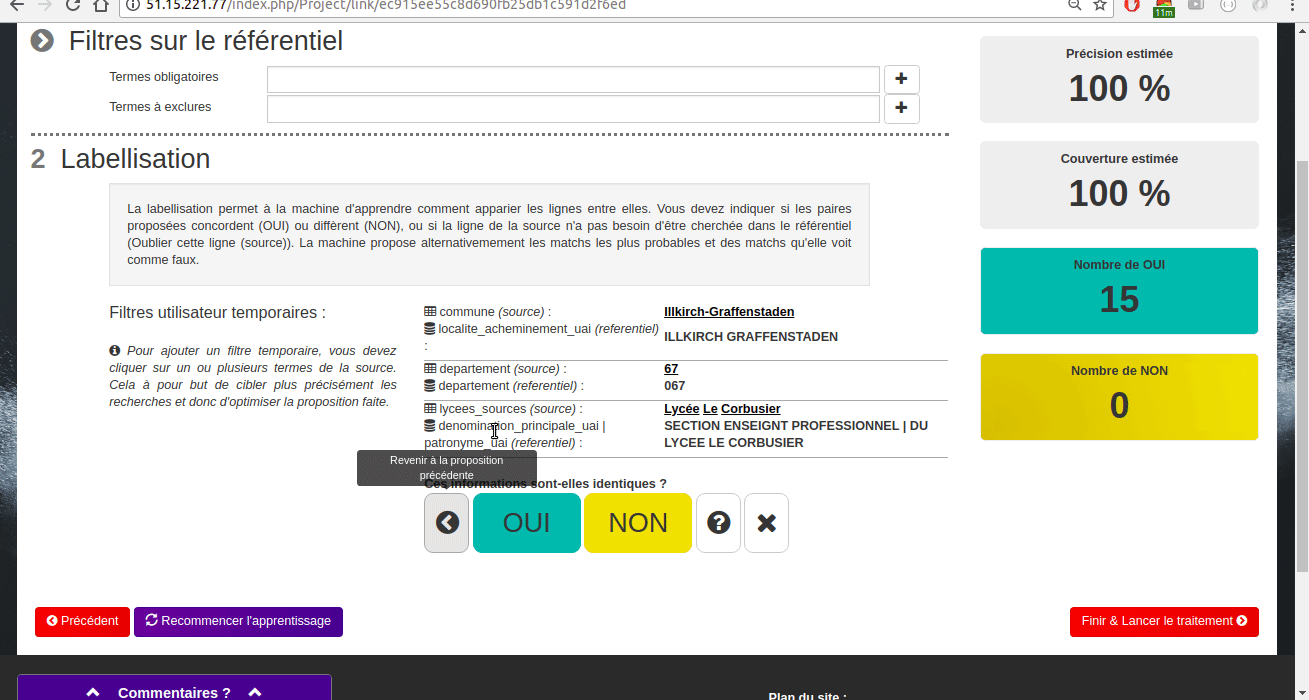 51.15.221.77/index.php/Project/link/ec915ee55c8d690fb25db1c591d2f6ed
11m
Filtres sur le référentiel
Termes obligatoires
Termes à exclures
2 Labellisation
La labellisation permet à la machine d'apprendre comment apparier les lignes entre elles. Vous devez indiquer si les paires
proposées concordent (OUI) ou diffèrent (NON), ou si la ligne de la source n'a pas besoin d'être cherchée dans le référentiel
(Oublier cette ligne (source)). La machine propose alternativemement les matchs les plus probables et des matchs qu'elle voit
comme faux.
Filtres utilisateur temporaires :
Pour ajouter un filtre temporaire, vous devez
cliquer sur un ou plusieurs termes de la source.
Cela à pour but de cibler plus précisément les
recherches et donc d'optimiser la proposition faite.
commune (source) : Illkirch-Graffenstaden
localite_acheminement_uai (referentiel)
: ILLKIRCH GRAFFENSTADEN
departement (source) : 67
departement (referentiel) : 067
lycees_sources (source) : Lycée Le Corbusier
denomination_principale_uai | SECTION ENSEIGNT PROFESSIONNEL | DU
patronyme_uai (referentiel) : LYCEE LE CORBUSIER
Revenir à la proposition
précédente
Ces informations sont-elles identiques ?
OUI NON
Précision estimée
100 %
Couverture estimée
100 %
Nombre de OUI
15
Nombre de NON
0
Précédent
Recommencer l'apprentissage
Finir & Lancer le traitement
Commentaires ?
Plan du site :